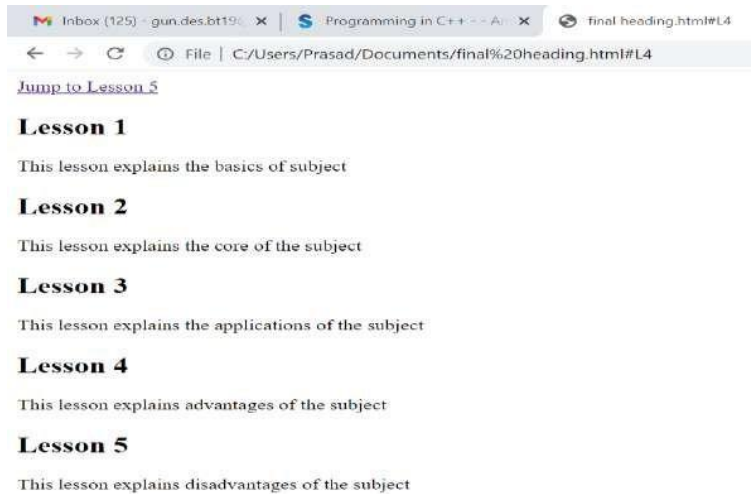 Inbox (125) - gun.des.bt19
Programming in C++ - - A
final heading.html#L4
File | C:/Users/Prasad/Documents/final%20heading.html#L4
Jump to Lesson 5
Lesson 1
This lesson explains the basics of subject
Lesson 2
This lesson explains the core of the subject
Lesson 3
This lesson explains the applications of the subject
Lesson 4
This lesson explains advantages of the subject
Lesson 5
This lesson explains disadvantages of the subject